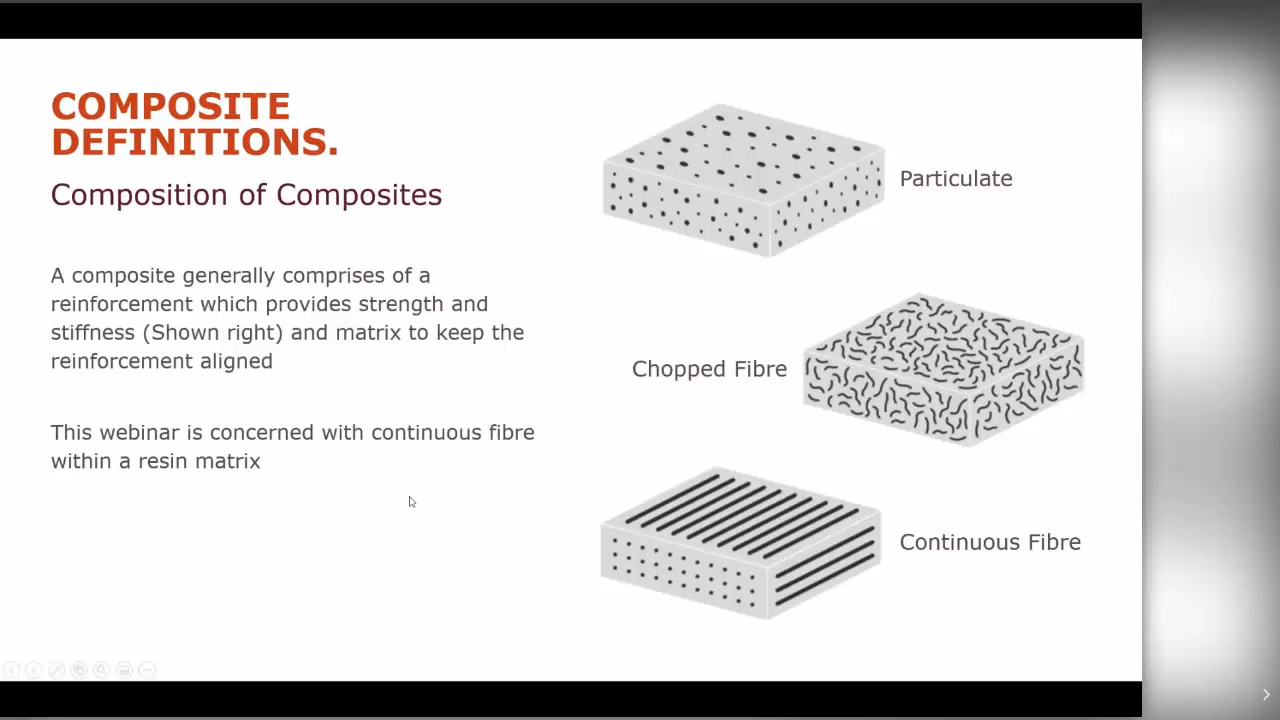 COMPOSITE
DEFINITIONS.
Composition of Composites
A composite generally comprises of a
reinforcement which provides strength and
stiffness (Shown right) and matrix to keep the
reinforcement aligned
This webinar is concerned with continuous fibre
within a resin matrix
Particulate
Chopped Fibre
Continuous Fibre